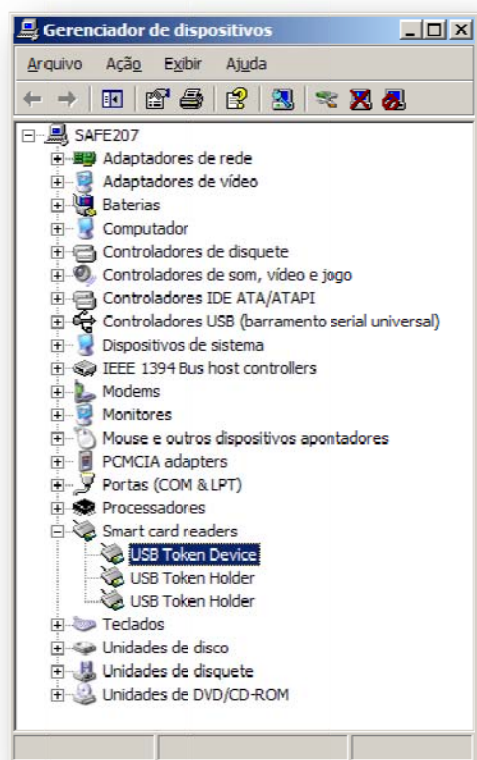 Gerenciador de dispositivos
Arquivo Ação Exibir Ajuda
SAFE207
Adaptadores de rede
Adaptadores de vídeo
Baterias
Computador
Controladores de disquete
Controladores de som, vídeo e jogo
Controladores IDE ATA/ATAPI
Controladores USB (barramento serial universal)
Dispositivos de sistema
IEEE 1394 Bus host controllers
Modems
Monitores
Mouse e outros dispositivos apontadores
PCMCIA adapters
Portas (COM & LPT)
Processadores
Smart card readers
USB Token Device
USB Token Holder
USB Token Holder
Teclados
Unidades de disco
Unidades de disquete
Unidades de DVD/CD-ROM